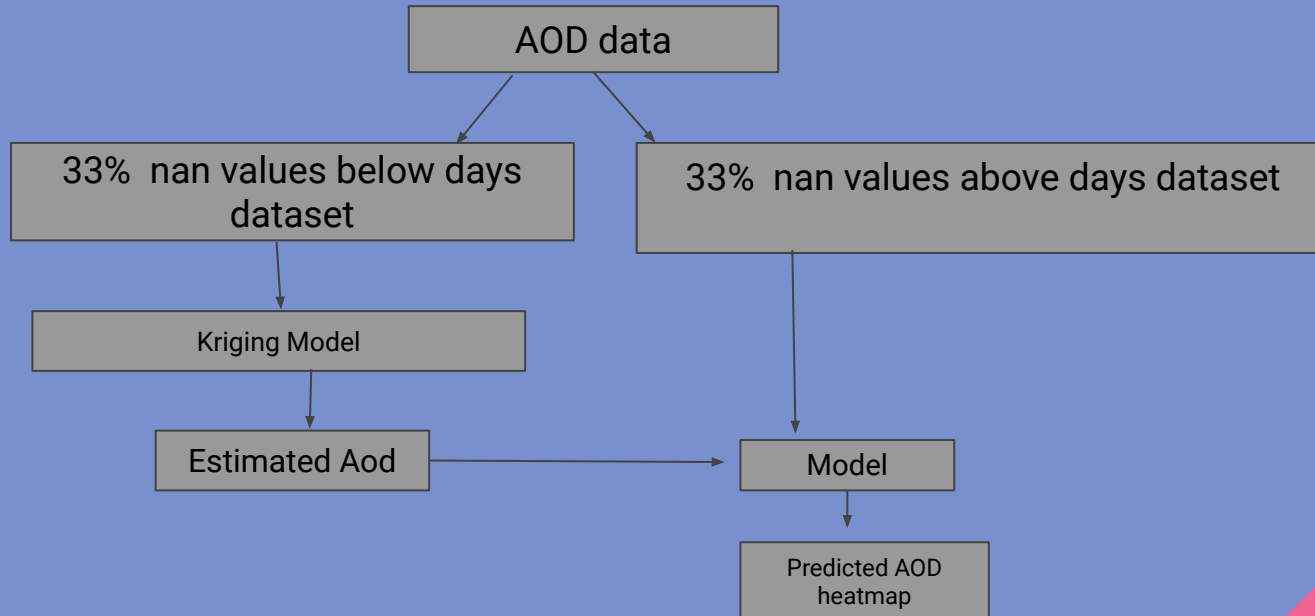 AOD data
33%  nan values below days
dataset
33%  nan values above days dataset
Kriging Model
Estimated Aod
Model
Predicted AOD
heatmap